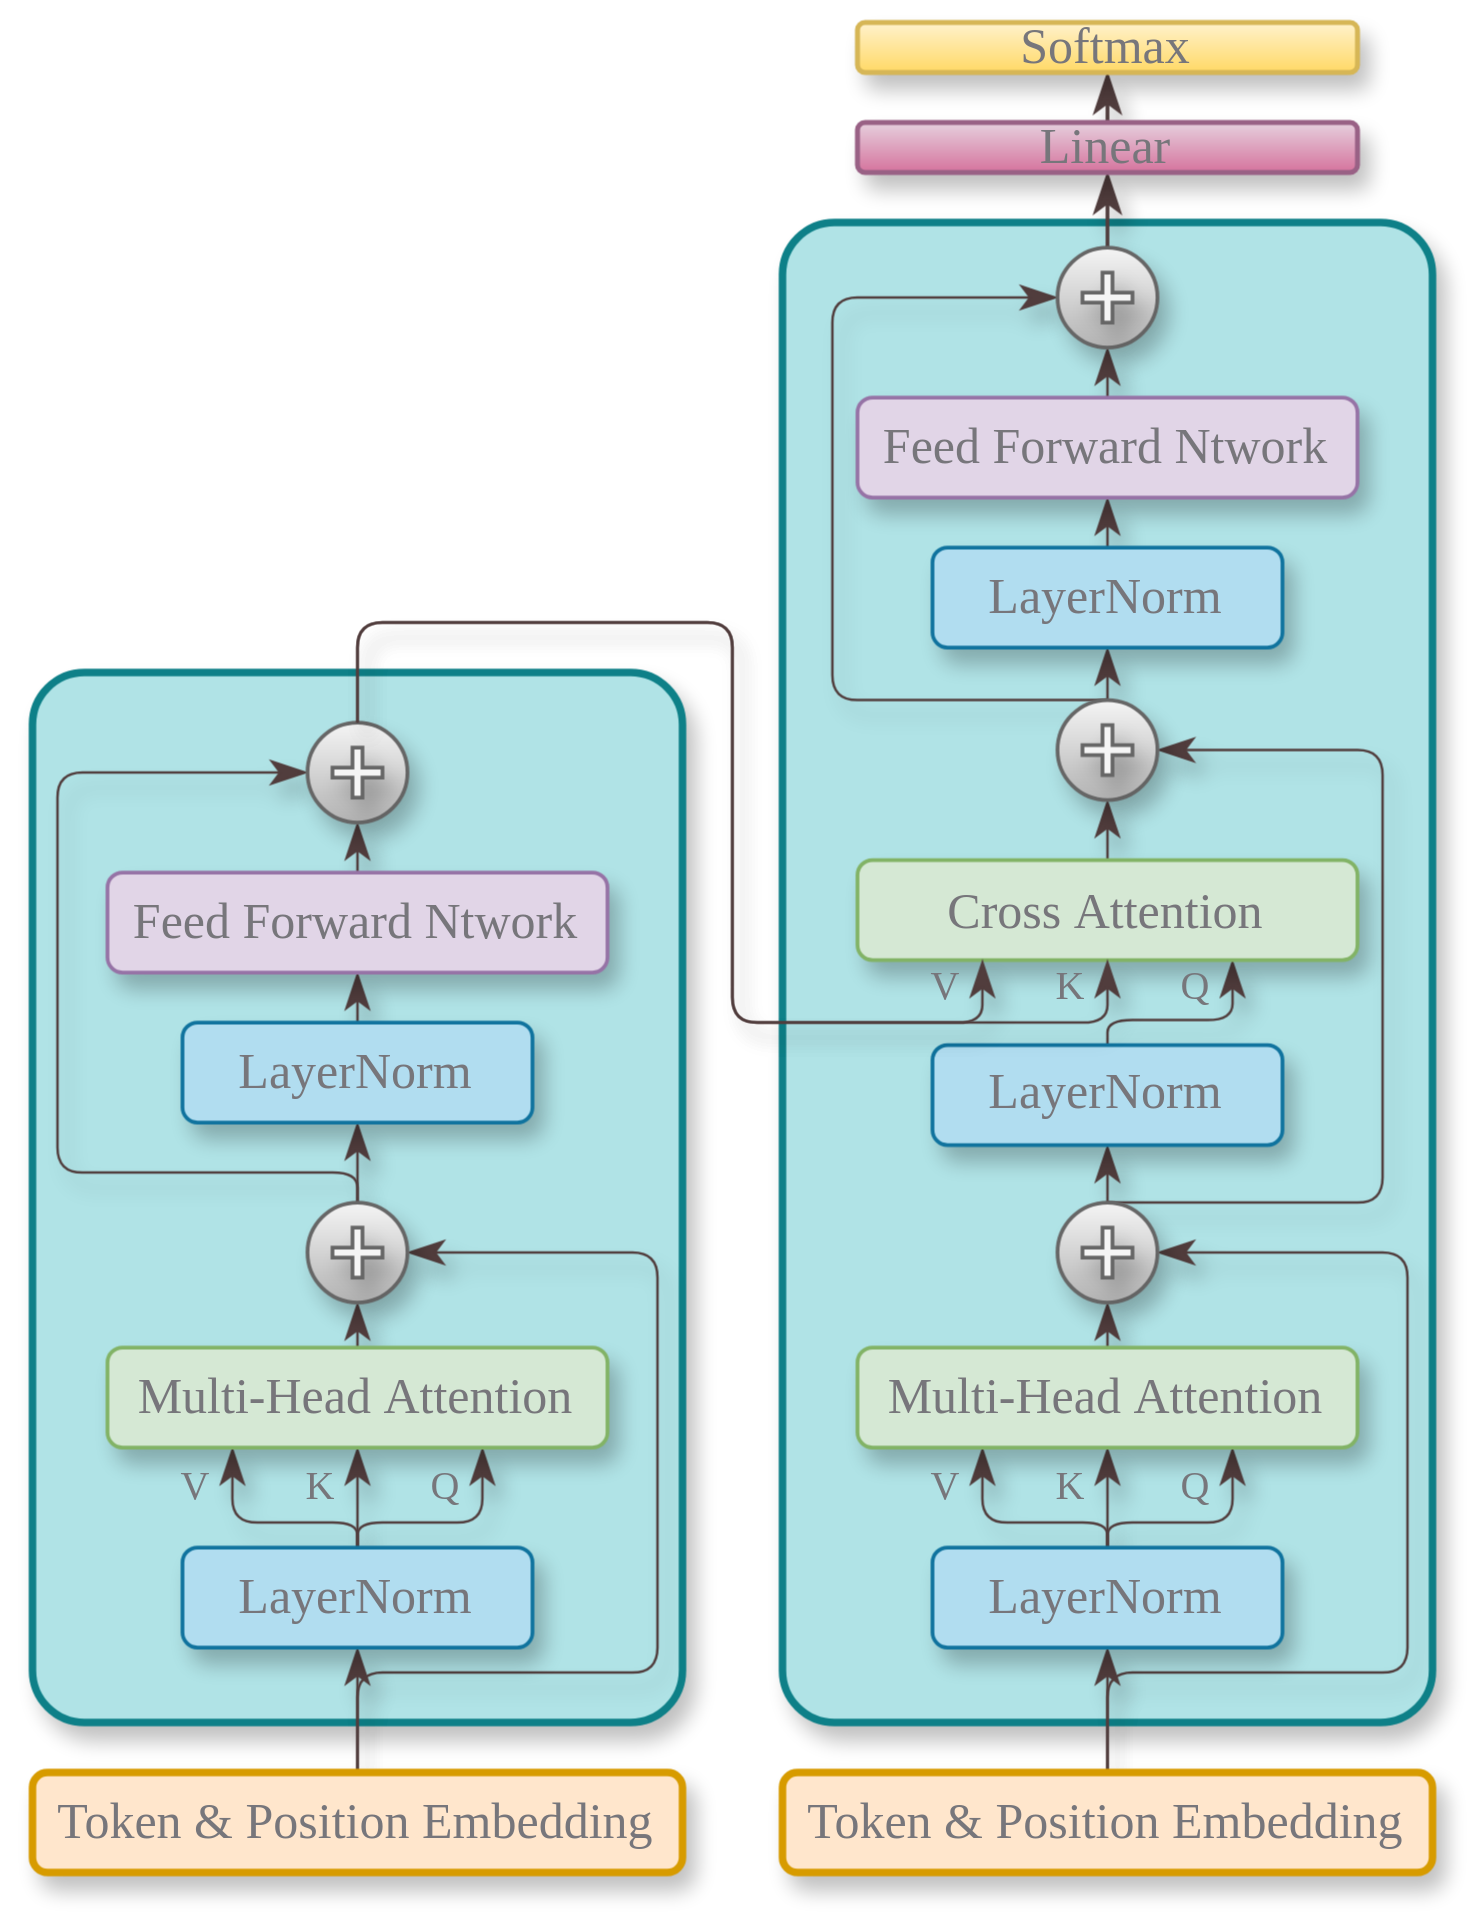 Softmax
Linear
Feed Forward Ntwork
LayerNorm
Cross Attention
V K Q
LayerNorm
Multi-Head Attention
V K Q
LayerNorm
Token & Position Embedding
Feed Forward Ntwork
LayerNorm
Multi-Head Attention
V K Q
LayerNorm
Token & Position Embedding